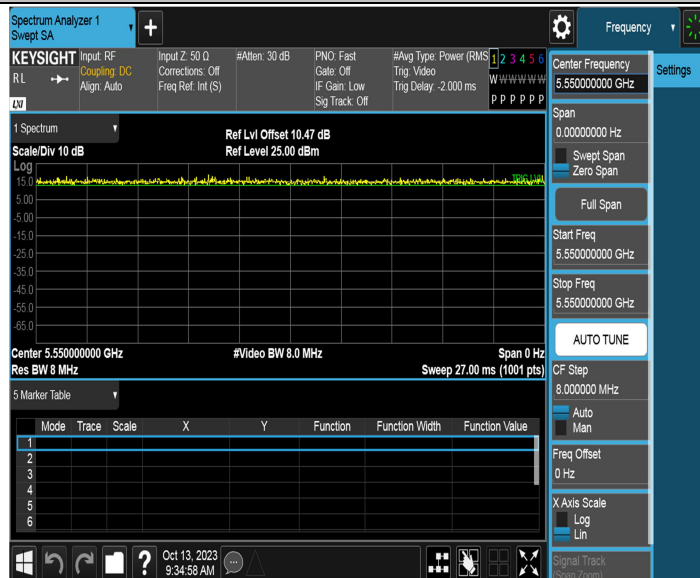 Spectrum Analyzer 1
Swept SA
Frequency
KEYSIGHT
RL
LXI
Input: RF
Coupling: DC
Align: Auto
Input Z: 50 Ω
Corrections: Off
Freq Ref: Int (S)
#Atten: 30 dB
PNO: Fast
Gate: Off
IF Gain: Low
Sig Track: Off
#Avg Type: Power (RMS
Trig: Video
Trig Delay: -2.000 ms
1 2 3 4 5 6
W W W W W W
P P P P P P
Center Frequency
5.550000000 GHz
Settings
Span
0.00000000 Hz
Swept Span
Zero Span
Full Span
Start Freq
5.550000000 GHz
Stop Freq
5.550000000 GHz
AUTO TUNE
CF Step
8.000000 MHz
Auto
Man
Freq Offset
0 Hz
X Axis Scale
Log
Lin
Signal Track
(Span Zoom)
1 Spectrum
Scale/Div 10 dB
Ref Lvl Offset 10.47 dB
Ref Level 25.00 dBm
Log
15.0
TRIG LVL
5.00
-5.00
-15.0
-25.0
-35.0
-45.0
-55.0
-65.0
Center 5.550000000 GHz
#Video BW 8.0 MHz
Span 0 Hz
Res BW 8 MHz
Sweep 27.00 ms (1001 pts)
5 Marker Table
Mode Trace Scale X Y Function Function Width Function Value
1
2
3
4
5
6
?
Oct 13, 2023
9:34:58 AM